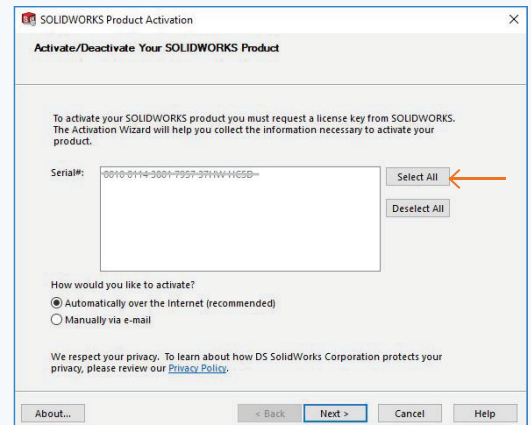 SOLIDWORKS Product Activation
Activate/Deactivate Your SOLIDWORKS Product
To activate your SOLIDWORKS product you must request a license key from SOLIDWORKS.
The Activation Wizard will help you collect the information necessary to activate your
product.
Serial#:
Select All
Deselect All
How would you like to activate?
Automatically over the Internet (recommended)
Manually via e-mail
We respect your privacy. To learn about how DS SolidWorks Corporation protects your
privacy, please review our Privacy Policy.
About... < Back Next > Cancel Help